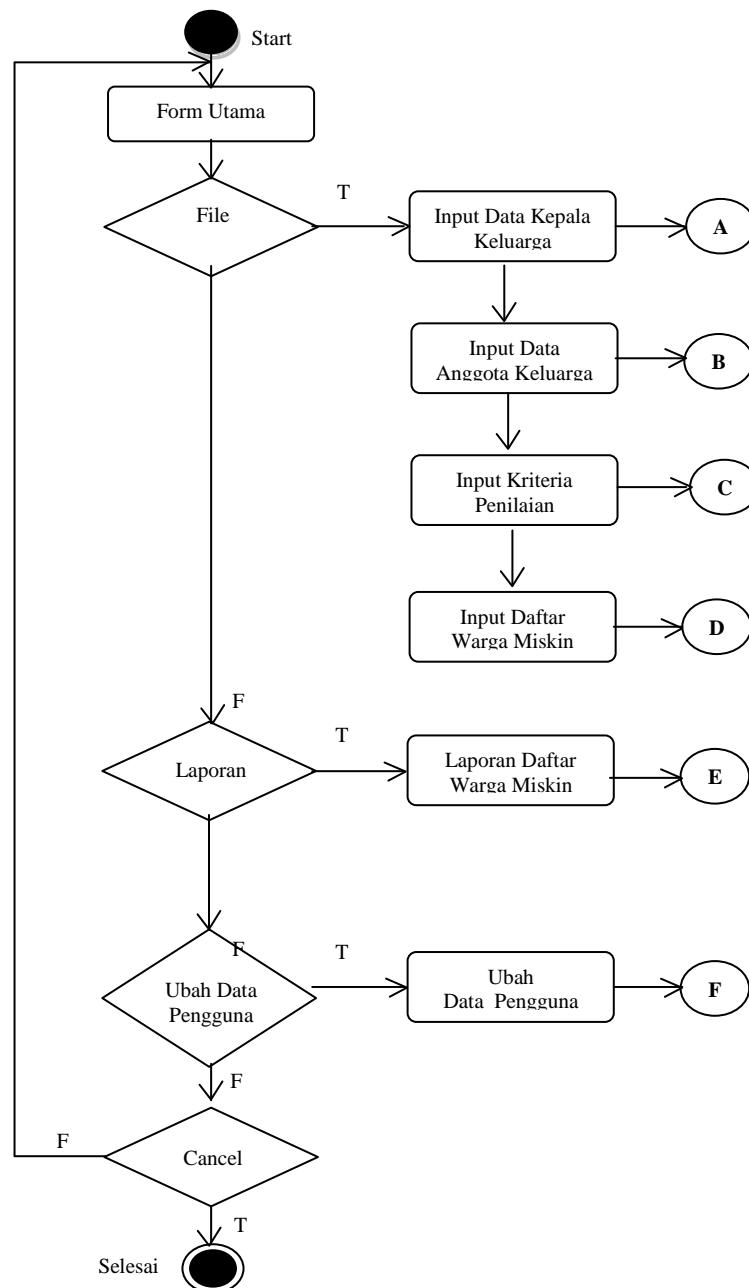 Start
Form Utama
File
T
Input Data Kepala
Keluarga
A
Input Data
Anggota Keluarga
B
Input Kriteria
Penilaian
C
Input Daftar
Warga Miskin
D
F
Laporan
T
Laporan Daftar
Warga Miskin
E
F
Ubah Data
Pengguna
T
Ubah
Data Pengguna
F
F
Cancel
F
T
Selesai